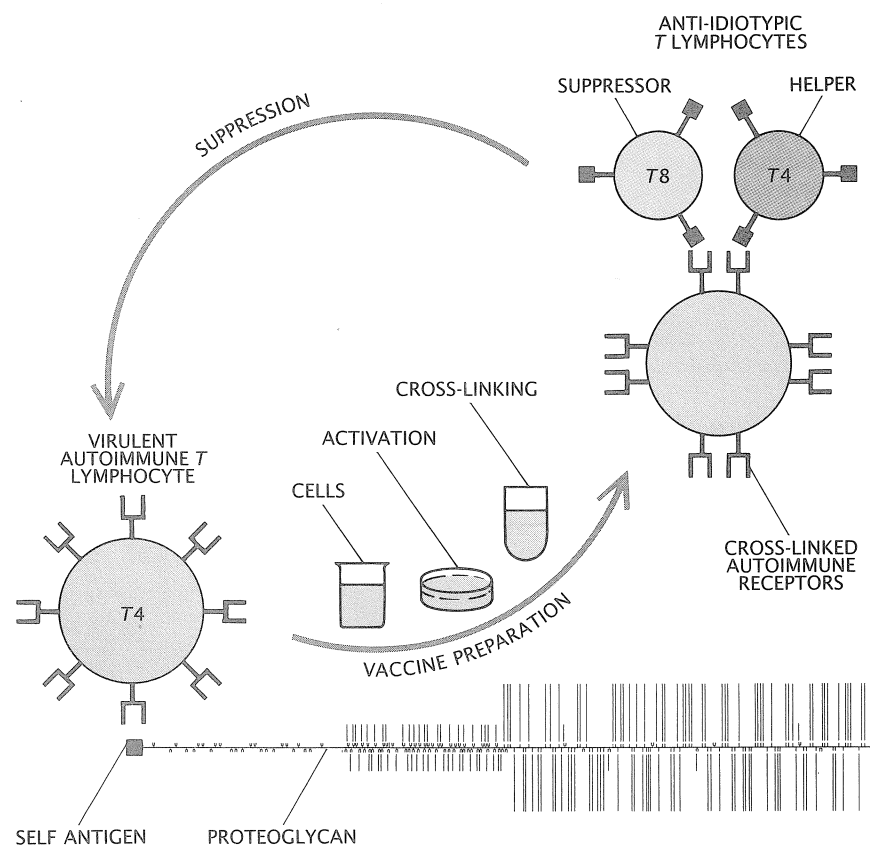 ANTI-IDIOTYPIC
T LYMPHOCYTES
SUPPRESSOR
HELPER
SUPPRESSION
T8
T4
CROSS-LINKING
ACTIVATION
CELLS
VIRULENT
AUTOIMMUNE T
LYMPHOCYTE
CROSS-LINKED
AUTOIMMUNE
RECEPTORS
T4
VACCINE PREPARATION
SELF ANTIGEN
PROTEOGLYCAN